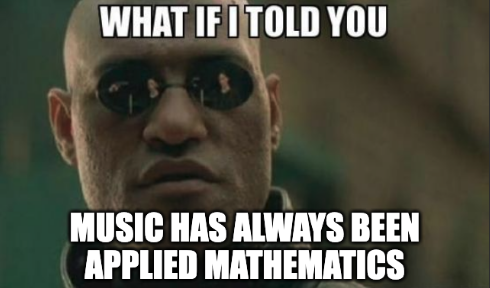 WHAT IF I TOLD YOU
MUSIC HAS ALWAYS BEEN
APPLIED MATHEMATICS